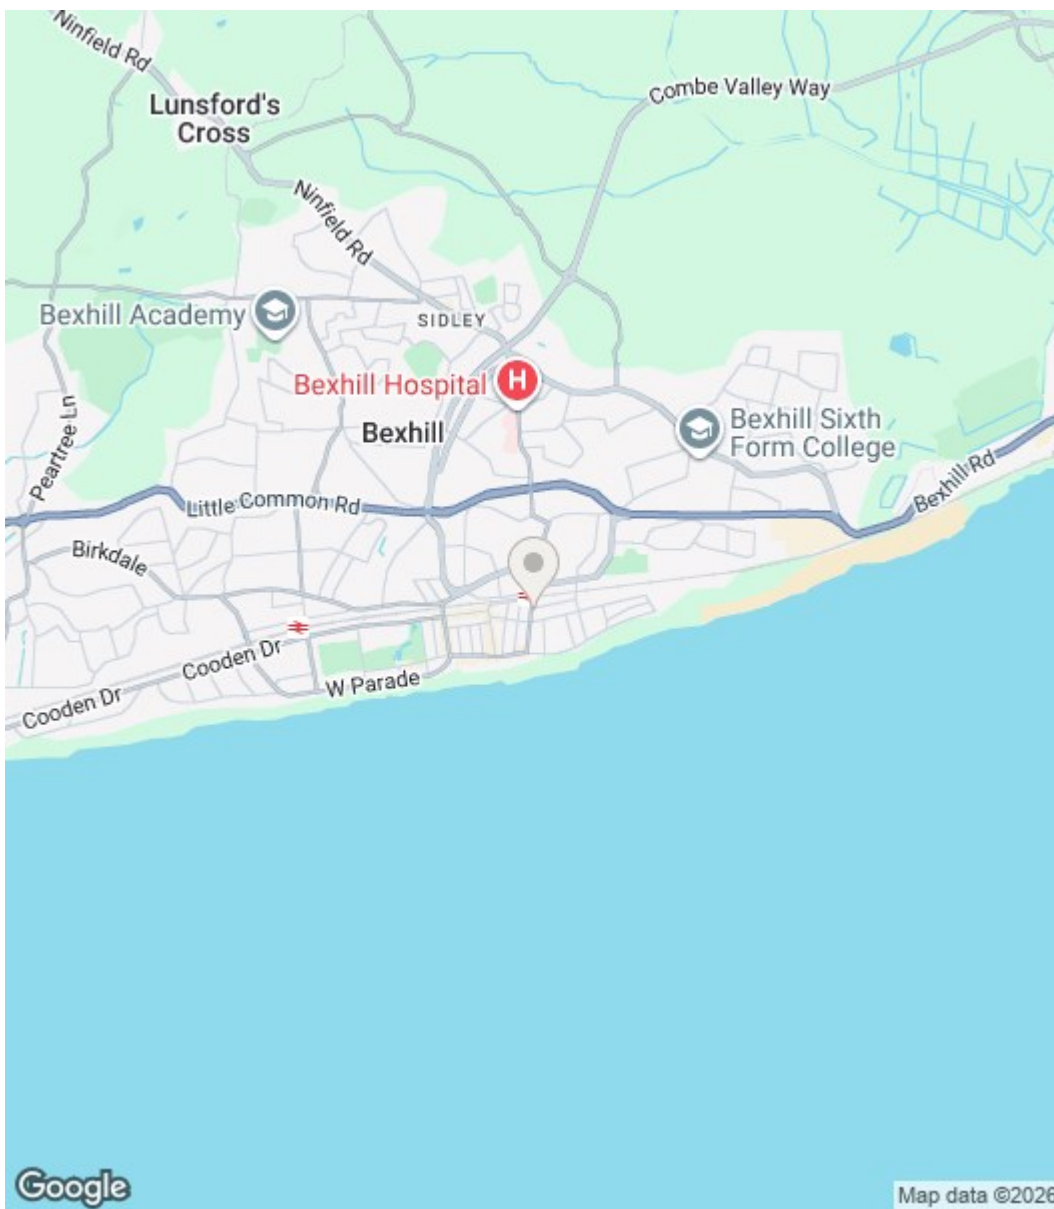 Ninfield Rd
Lunsford's
Cross
Combe Valley Way
Ninfield Rd
Bexhill Academy
SIDLEY
Bexhill Hospital
H
Bexhill
Peartree Ln
Bexhill Sixth
Form College
Bexhill Rd
Little Common Rd
Birkdale
Cooden Dr
W Parade
Cooden Dr
Google
Map data ©2026